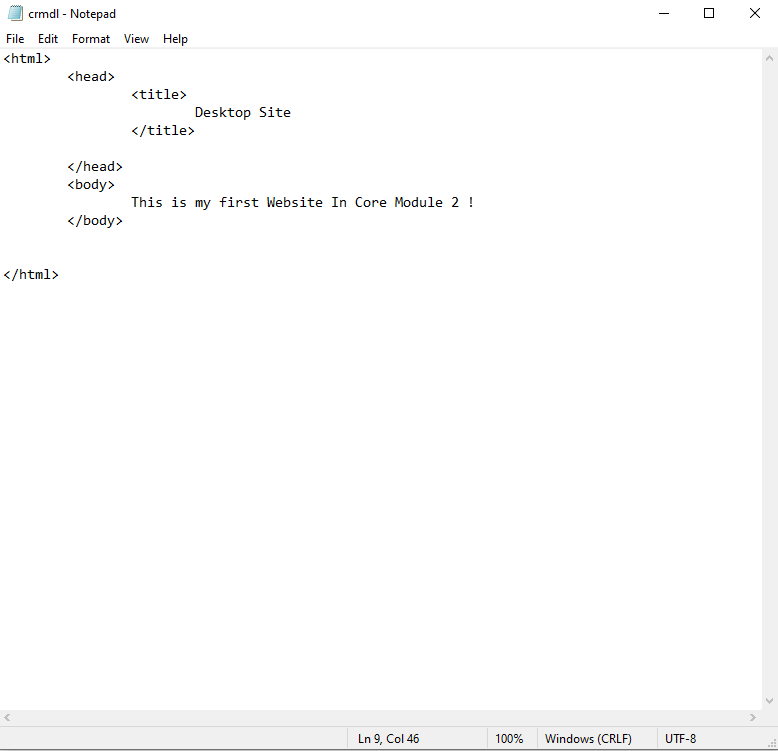 crmdl - Notepad
File Edit Format View Help
<html>
<head>
<title>
Desktop Site
</title>
</head>
<body>
This is my first Website In Core Module 2 !
</body>
</html>
Ln 9, Col 46 100% Windows (CRLF) UTF-8